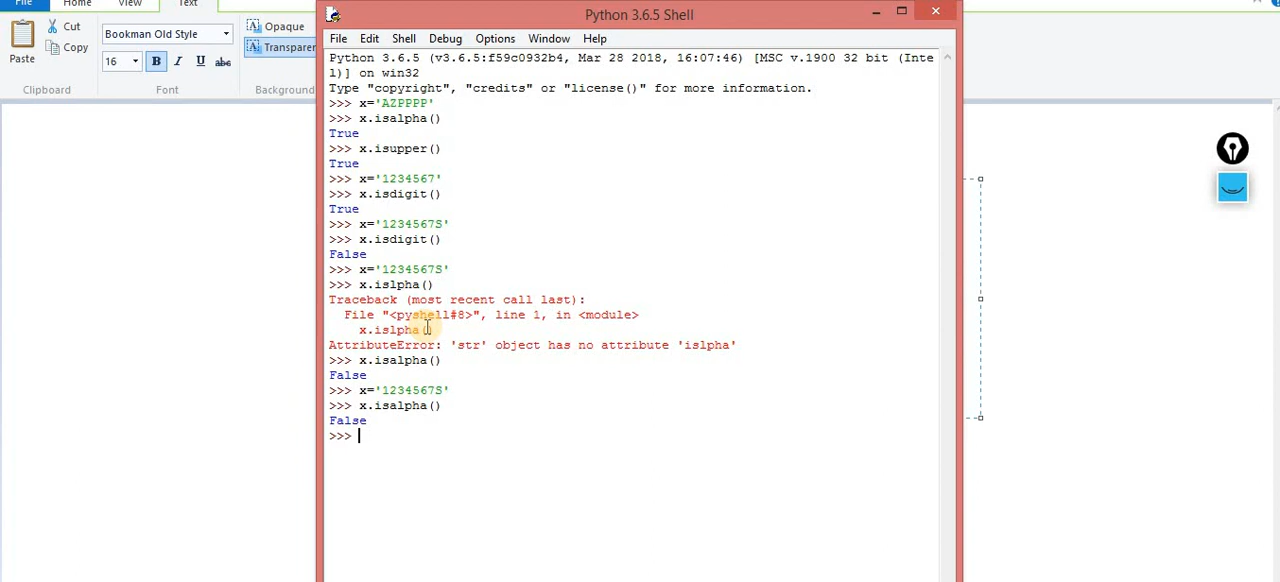 File
Home
View
Text
Cut
Copy
Paste
Clipboard
Bookman Old Style
16
B
I
U
abc
Font
Opaque
Transparen
Background
Python 3.6.5 Shell
File Edit Shell Debug Options Window Help
Python 3.6.5 (v3.6.5:f59c0932b4, Mar 28 2018, 16:07:46) [MSC v.1900 32 bit (Inte
l)] on win32
Type "copyright", "credits" or "license()" for more information.
>>> x='AZPPPP'
>>> x.isalpha()
True
>>> x.isupper()
True
>>> x='1234567'
>>> x.isdigit()
True
>>> x='1234567S'
>>> x.isdigit()
False
>>> x='1234567S'
>>> x.islpha()
Traceback (most recent call last):
File "<pyshell#8>", line 1, in <module>
x.islpha()
AttributeError: 'str' object has no attribute 'islpha'
>>> x.isalpha()
False
>>> x='1234567S'
>>> x.isalpha()
False
>>>